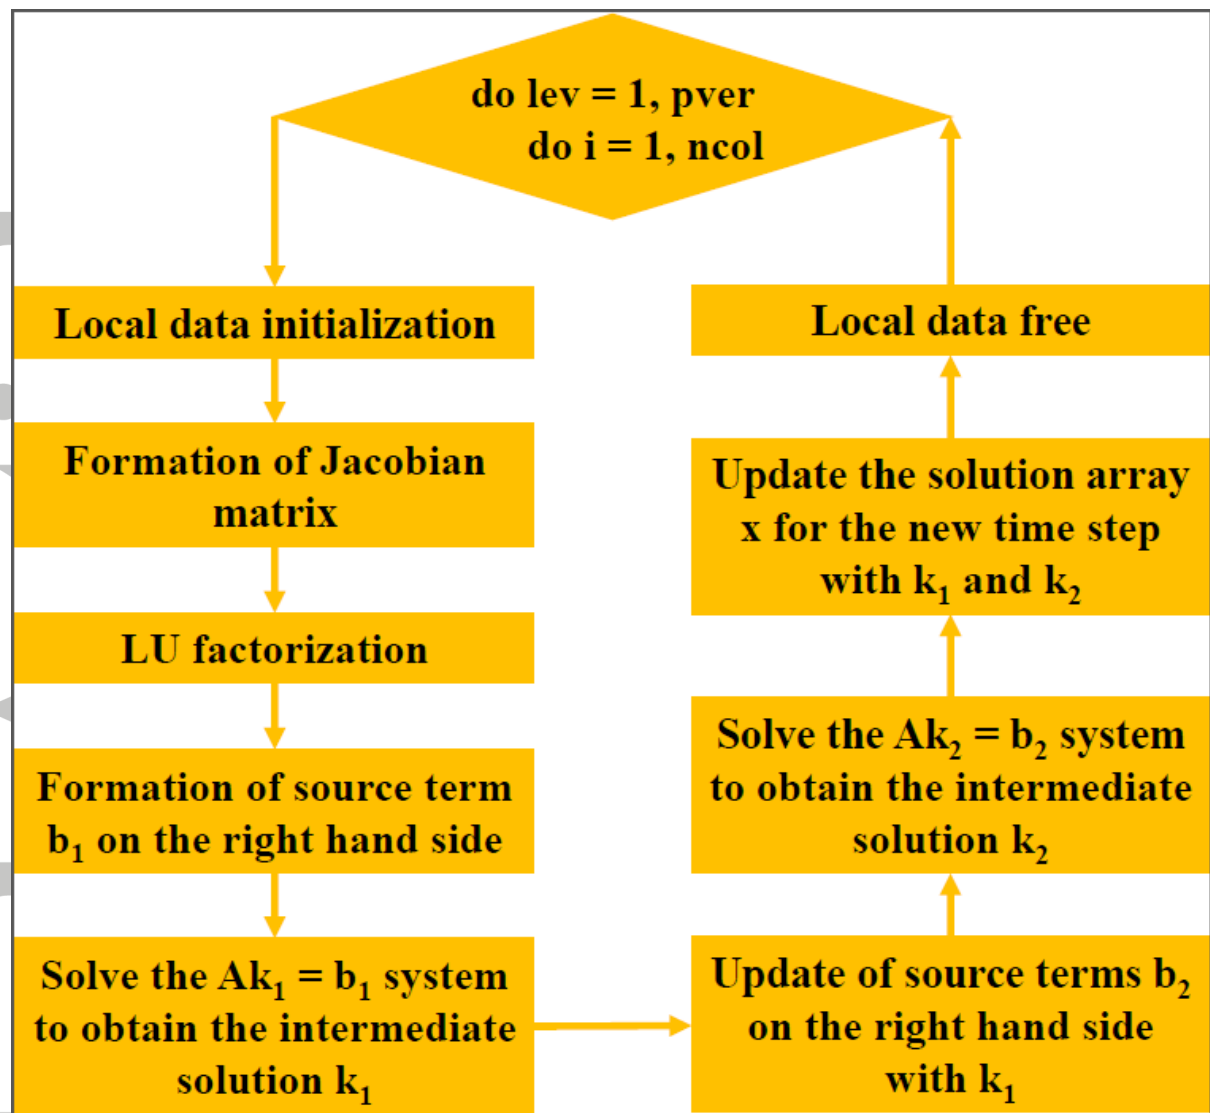 do lev = 1, pver
do i = 1, ncol
Local data initialization
Formation of Jacobian
matrix
LU factorization
Formation of source term
b₁ on the right hand side
Solve the Ak₁ = b₁ system
to obtain the intermediate
solution k₁
Update of source terms b₂
on the right hand side
with k₁
Solve the Ak₂ = b₂ system
to obtain the intermediate
solution k₂
Update the solution array
x for the new time step
with k₁ and k₂
Local data free